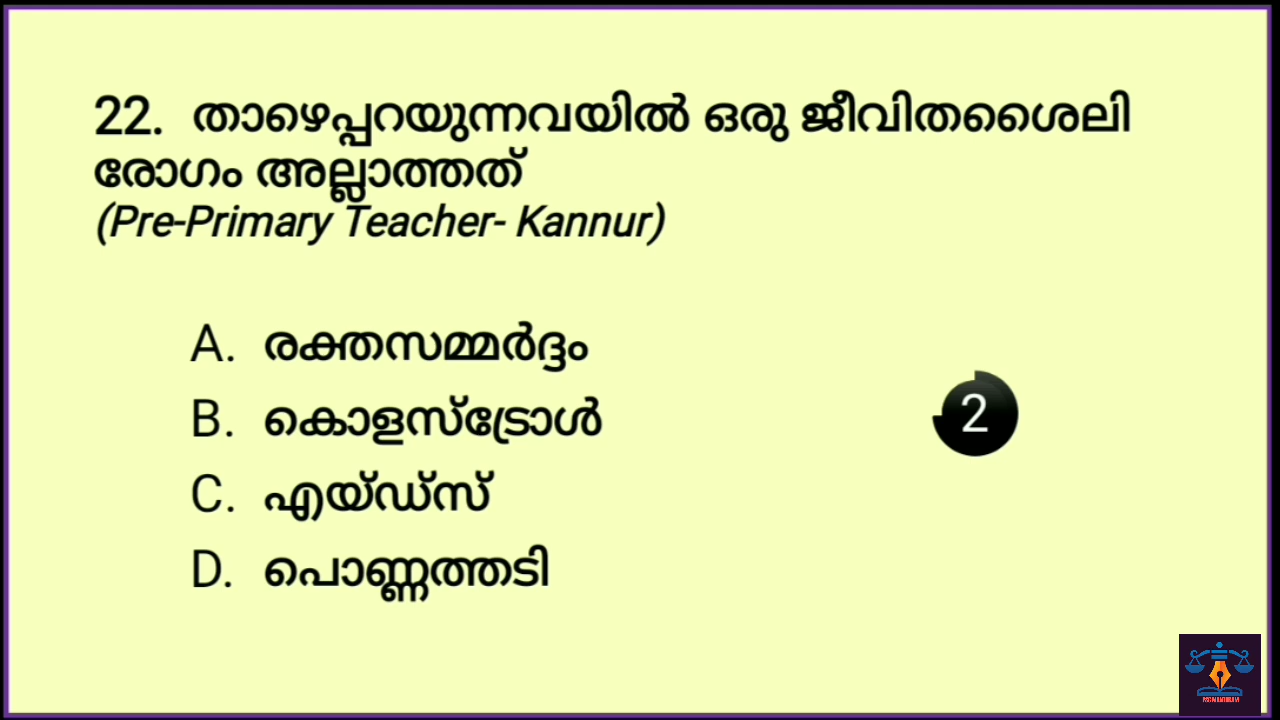 22. താഴെപ്പറയുന്നവയിൽ ഒരു ജീവിതശൈലി
രോഗം അല്ലാത്തത്
(Pre-Primary Teacher- Kannur)
A. രക്തസമ്മർദ്ദം
B. കൊളസ്ട്രോൾ
2
C. എയ്ഡ്സ്
D. പൊണ്ണത്തടി